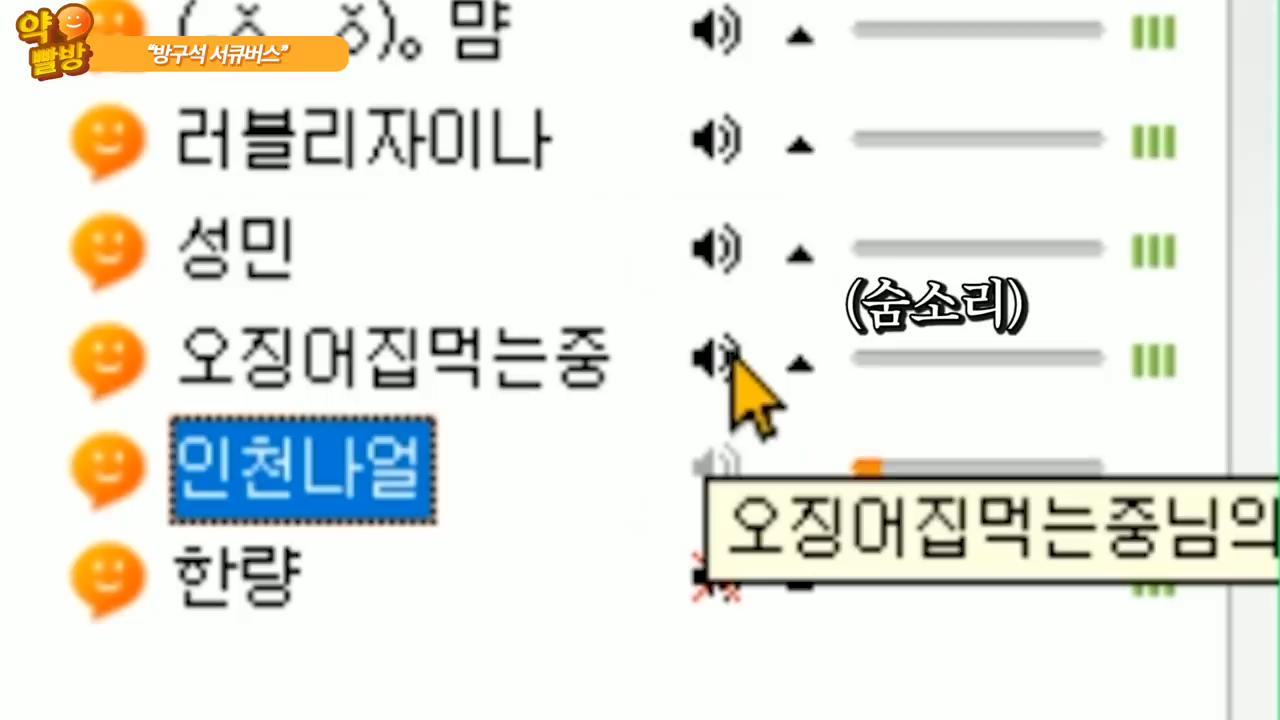 약
빨방
“방구석 서큐버스”
먐
러블리자이나
성민
(숨소리)
오징어집먹는중
인천나얼
오징어집먹는중님의
한량